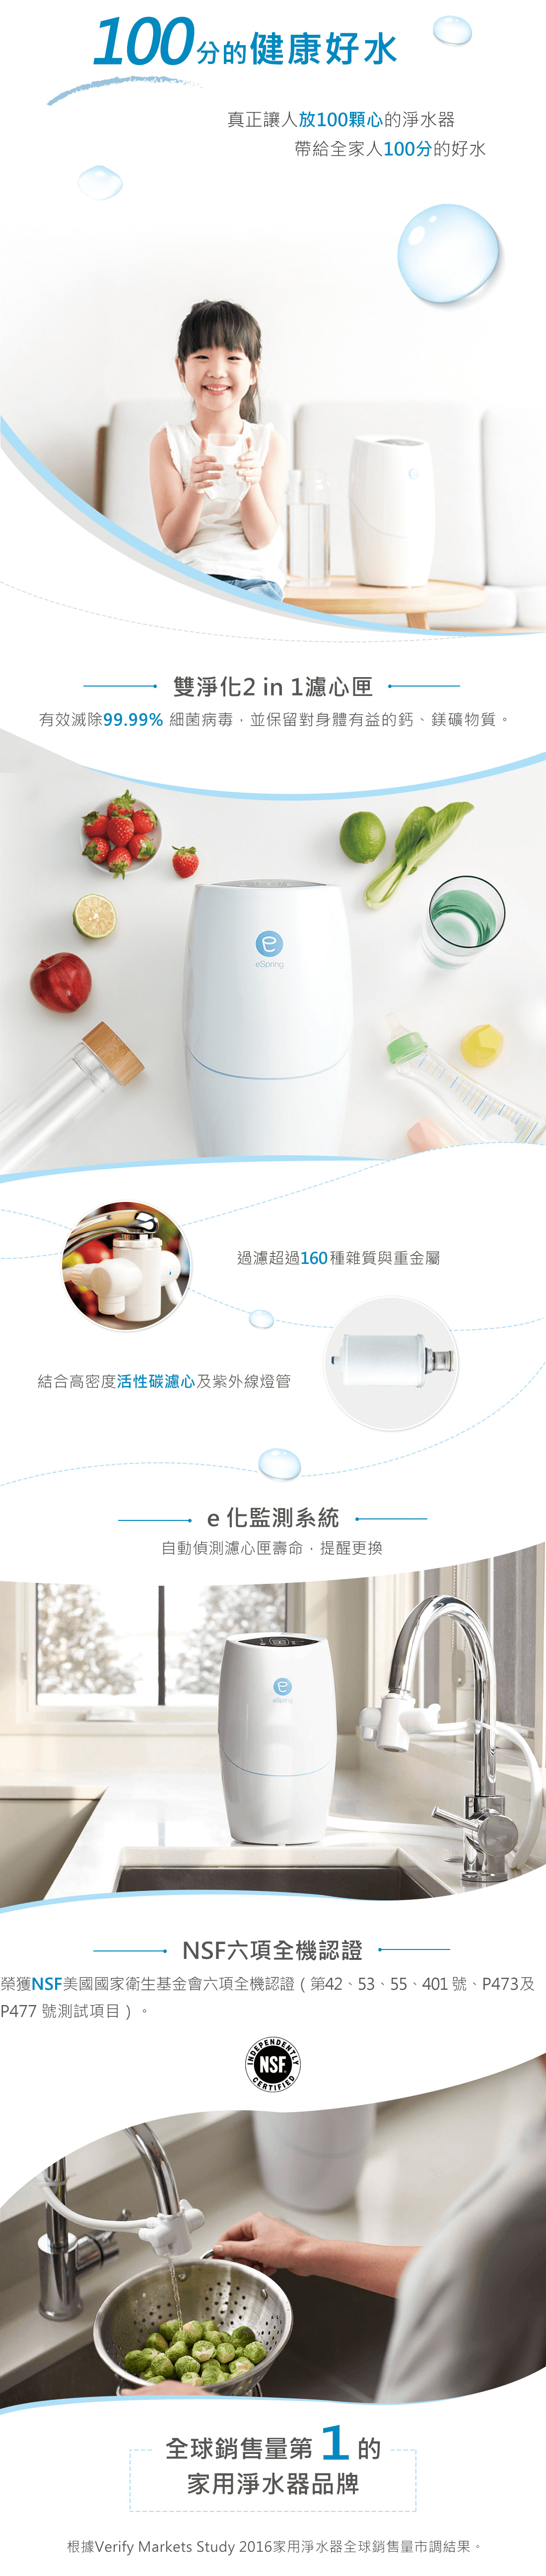 100分的健康好水
真正讓人放100顆心的淨水器
帶給全家人100分的好水
雙淨化2 in 1濾心匣
有效滅除99.99% 細菌病毒，並保留對身體有益的鈣、鎂礦物質。
eSpring
過濾超過160種雜質與重金屬
結合高密度活性碳濾心及紫外線燈管
e 化監測系統
自動偵測濾心匣壽命，提醒更換
eSpring
NSF六項全機認證
榮獲NSF美國國家衛生基金會六項全機認證（第42、53、55、401 號、P473及
P477 號測試項目）。
INDEPENDENTLY
NSF
CERTIFIED
全球銷售量第1的
家用淨水器品牌
根據Verify Markets Study 2016家用淨水器全球銷售量市調結果。